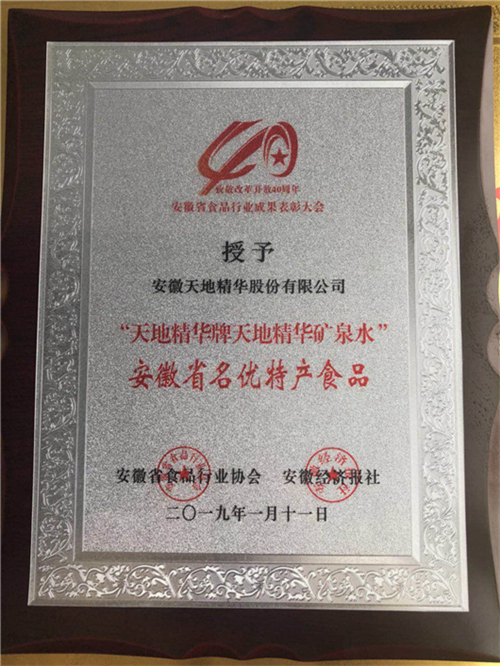 40
安徽改革开放40周年
安徽省食品行业成果表彰大会
授予
安徽天地精华股份有限公司
“天地精华牌天地精华矿泉水”
安徽省名优特产食品
安徽省食品行业协会 安徽经济报社
二〇一九年一月十一日